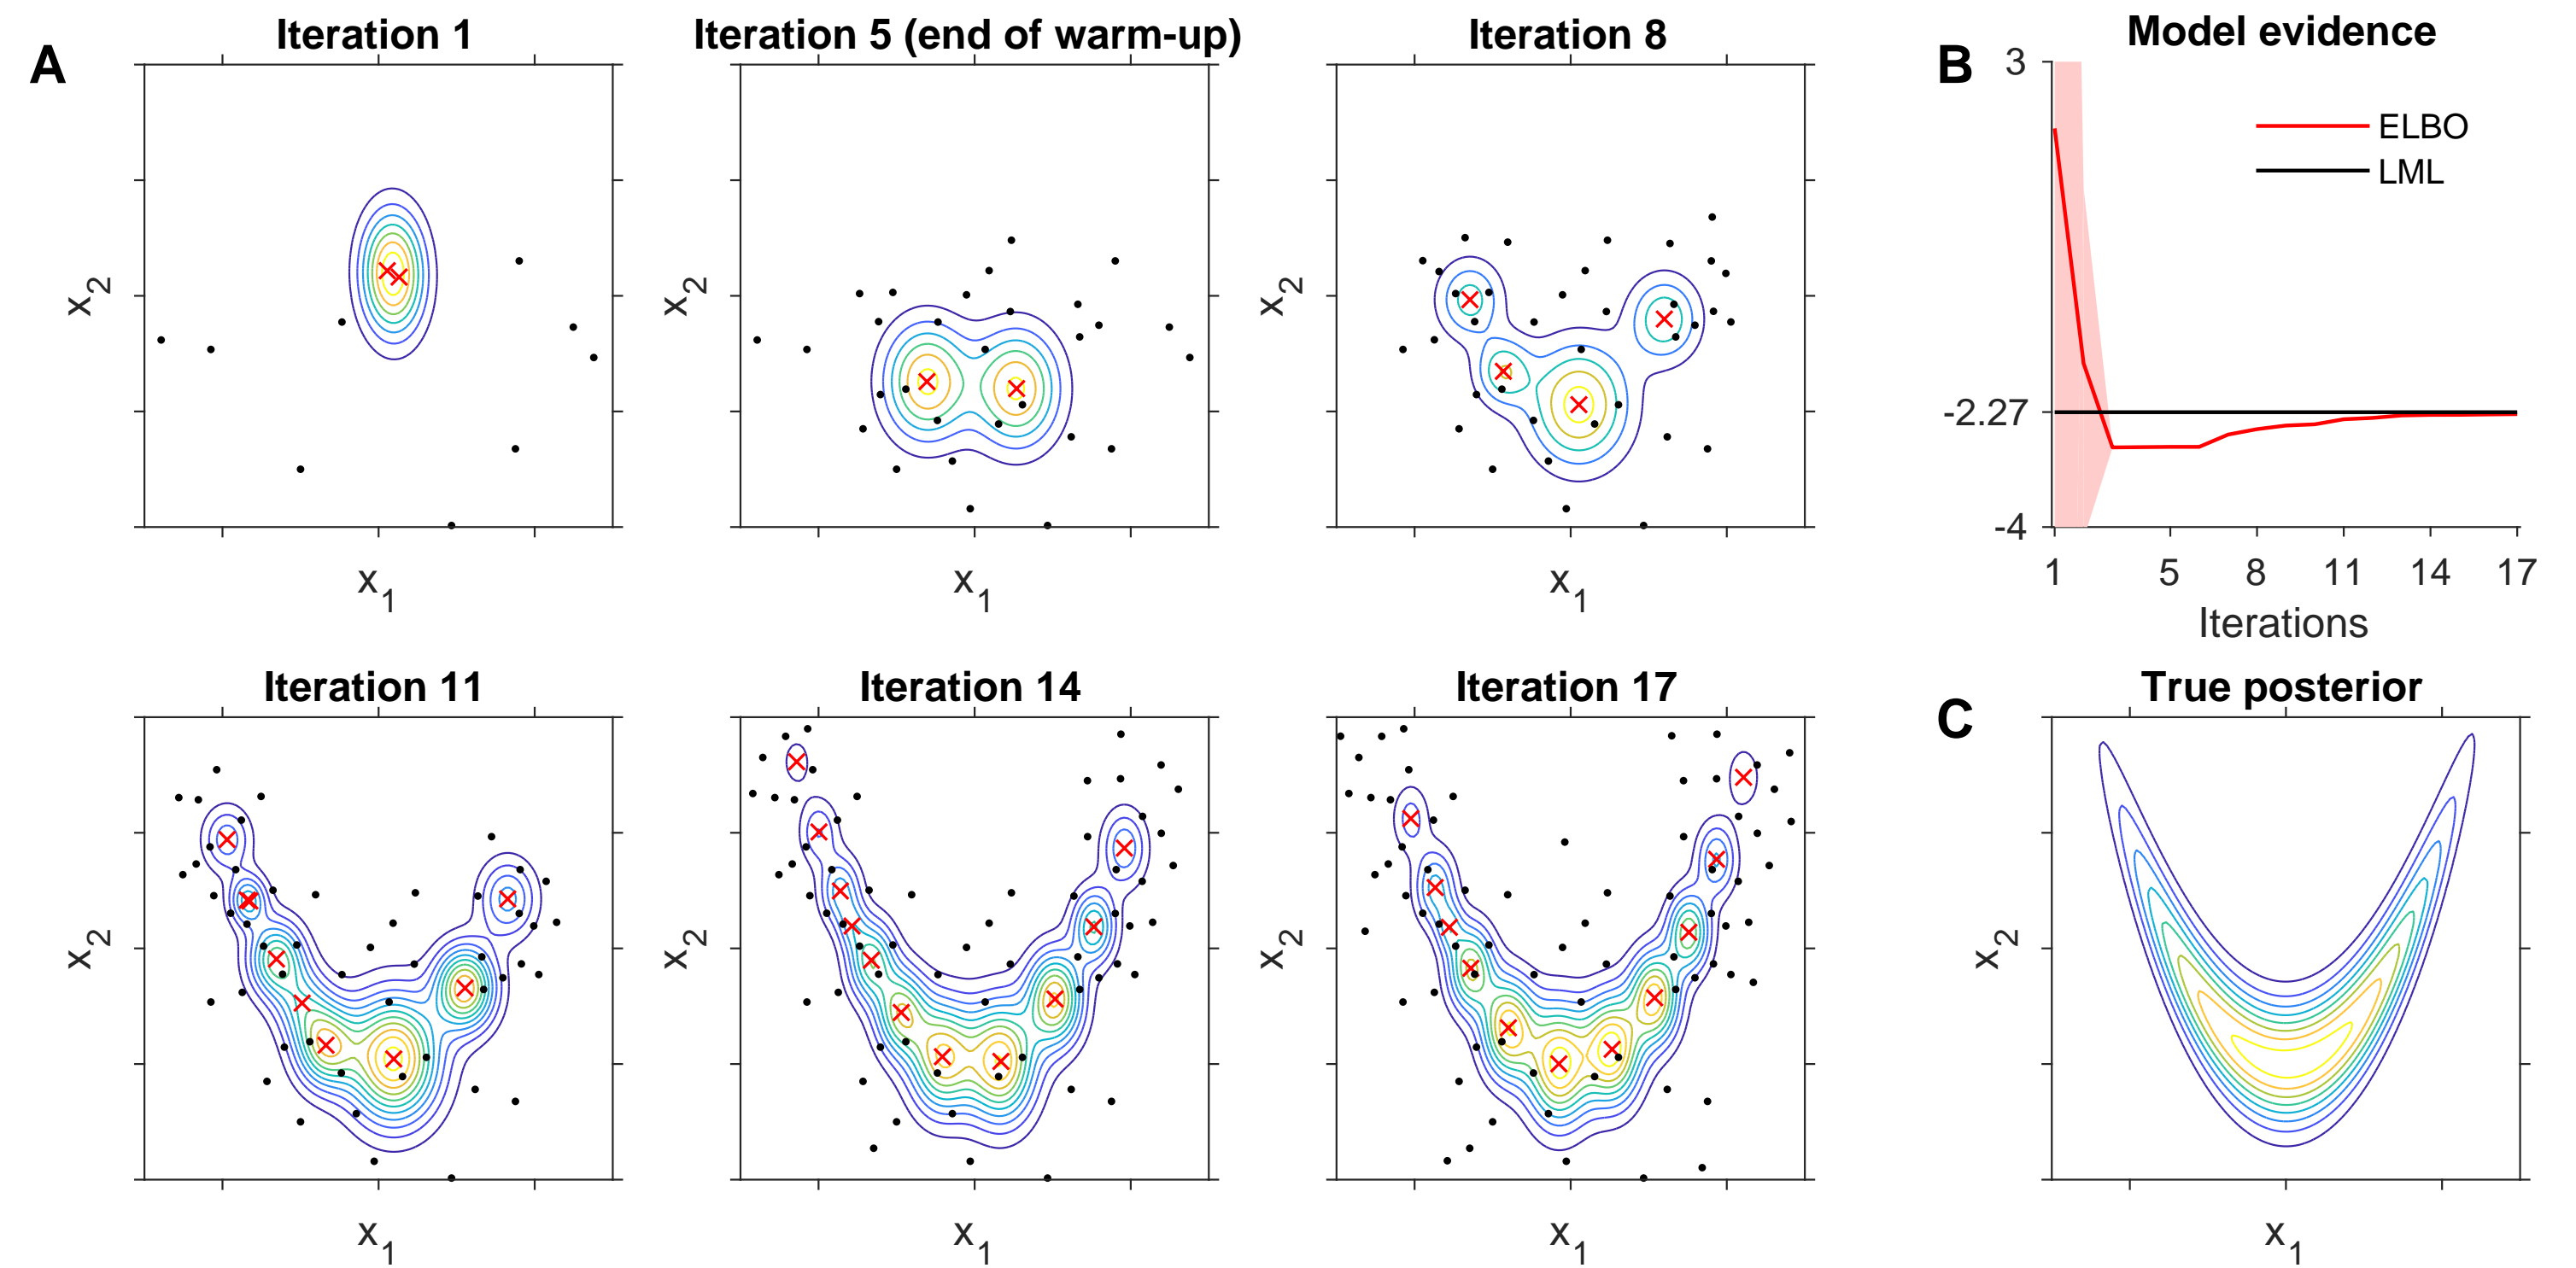 A
Iteration 1
x2
x1
Iteration 5 (end of warm-up)
x2
x1
Iteration 8
x2
x1
B
Model evidence
3
-2.27
-4
ELBO
LML
1 5 8 11 14 17
Iterations
Iteration 11
x2
x1
Iteration 14
x2
x1
Iteration 17
x2
x1
C
True posterior
x2
x1